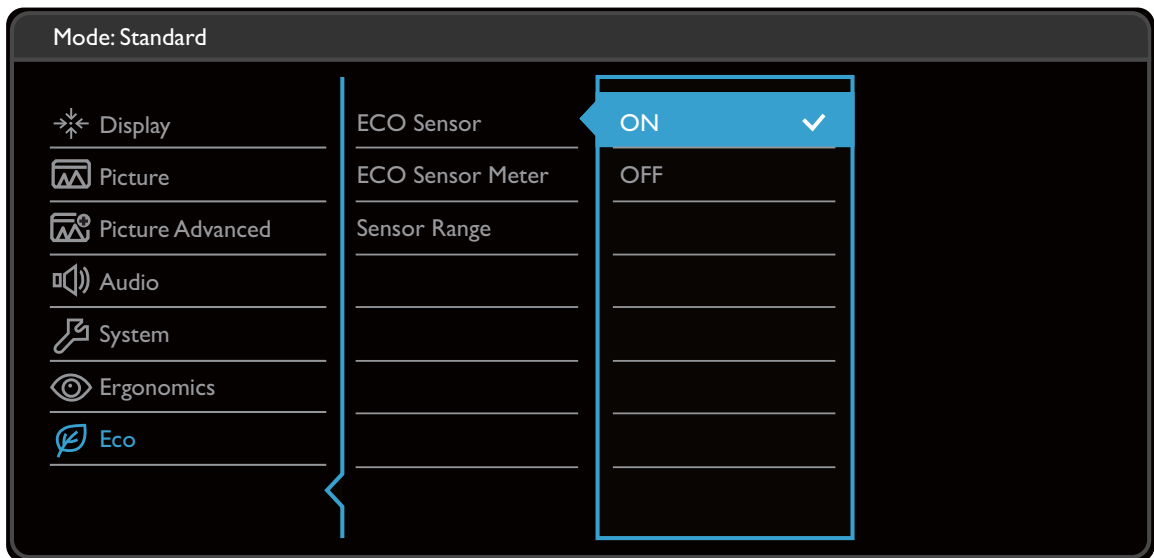 Mode: Standard
Display
Picture
Picture Advanced
Audio
System
Ergonomics
Eco
ECO Sensor
ECO Sensor Meter
Sensor Range
ON
OFF